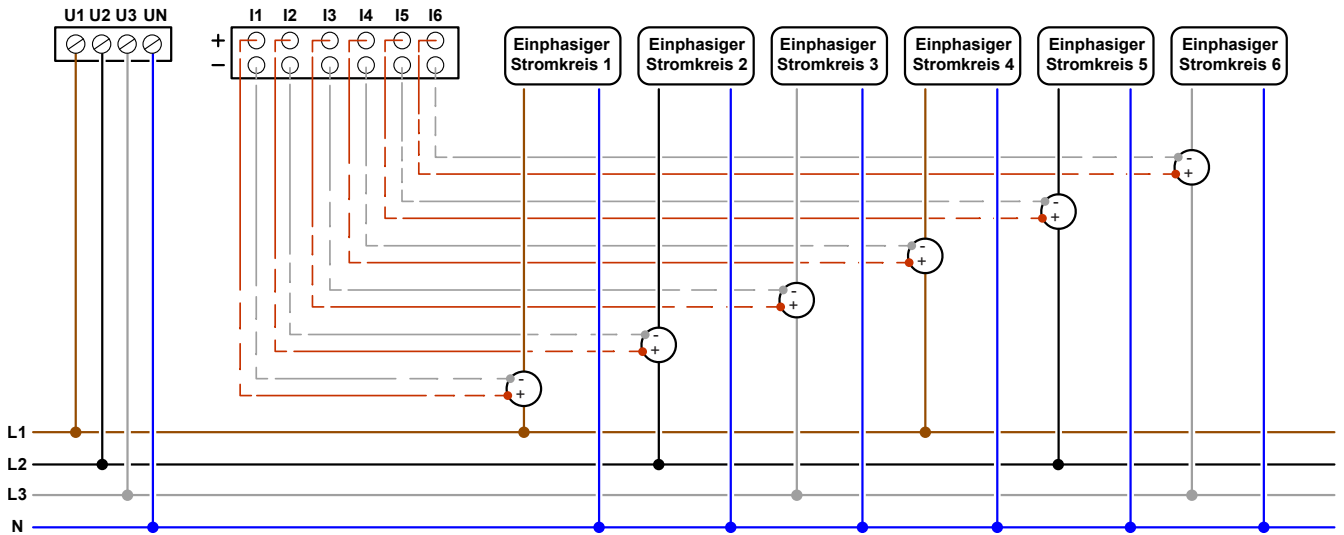 U1 U2 U3 UN
I1 I2 I3 I4 I5 I6
+
−
Einphasiger
Stromkreis 1
Einphasiger
Stromkreis 2
Einphasiger
Stromkreis 3
Einphasiger
Stromkreis 4
Einphasiger
Stromkreis 5
Einphasiger
Stromkreis 6
-
+
-
+
-
+
-
+
-
+
-
+
L1
L2
L3
N